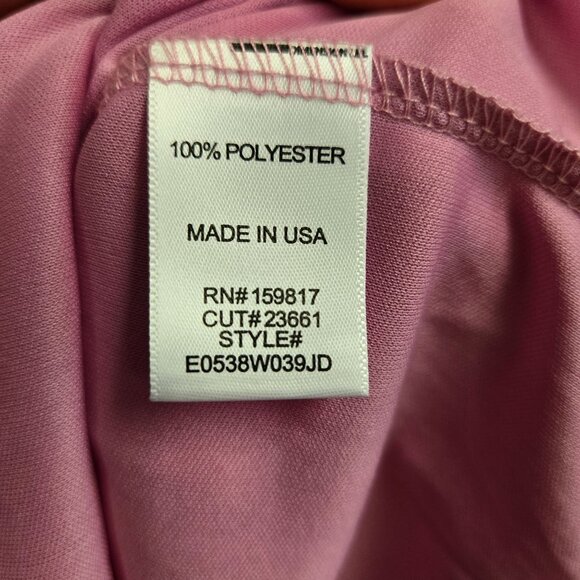 100% POLYESTER
MADE IN USA
RN# 159817
CUT# 23661
STYLE#
E0538W039JD